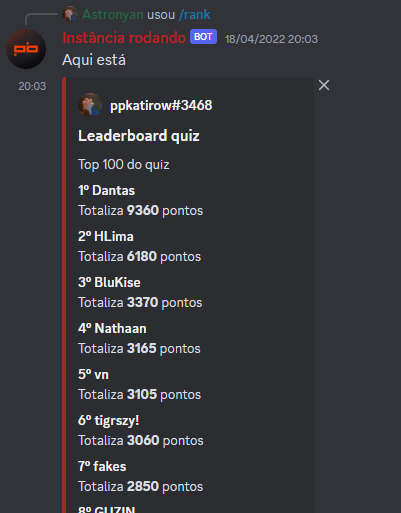 Astronyan usou /rank
Instância rodando BOT 18/04/2022 20:03
Aqui está
20:03
ppkatirow#3468
Leaderboard quiz
Top 100 do quiz
1º Dantas
Totaliza 9360 pontos
2º HLima
Totaliza 6180 pontos
3º BluKise
Totaliza 3370 pontos
4º Nathaan
Totaliza 3165 pontos
5º vn
Totaliza 3105 pontos
6º tigrszy!
Totaliza 3060 pontos
7º fakes
Totaliza 2850 pontos
8º GUZIN